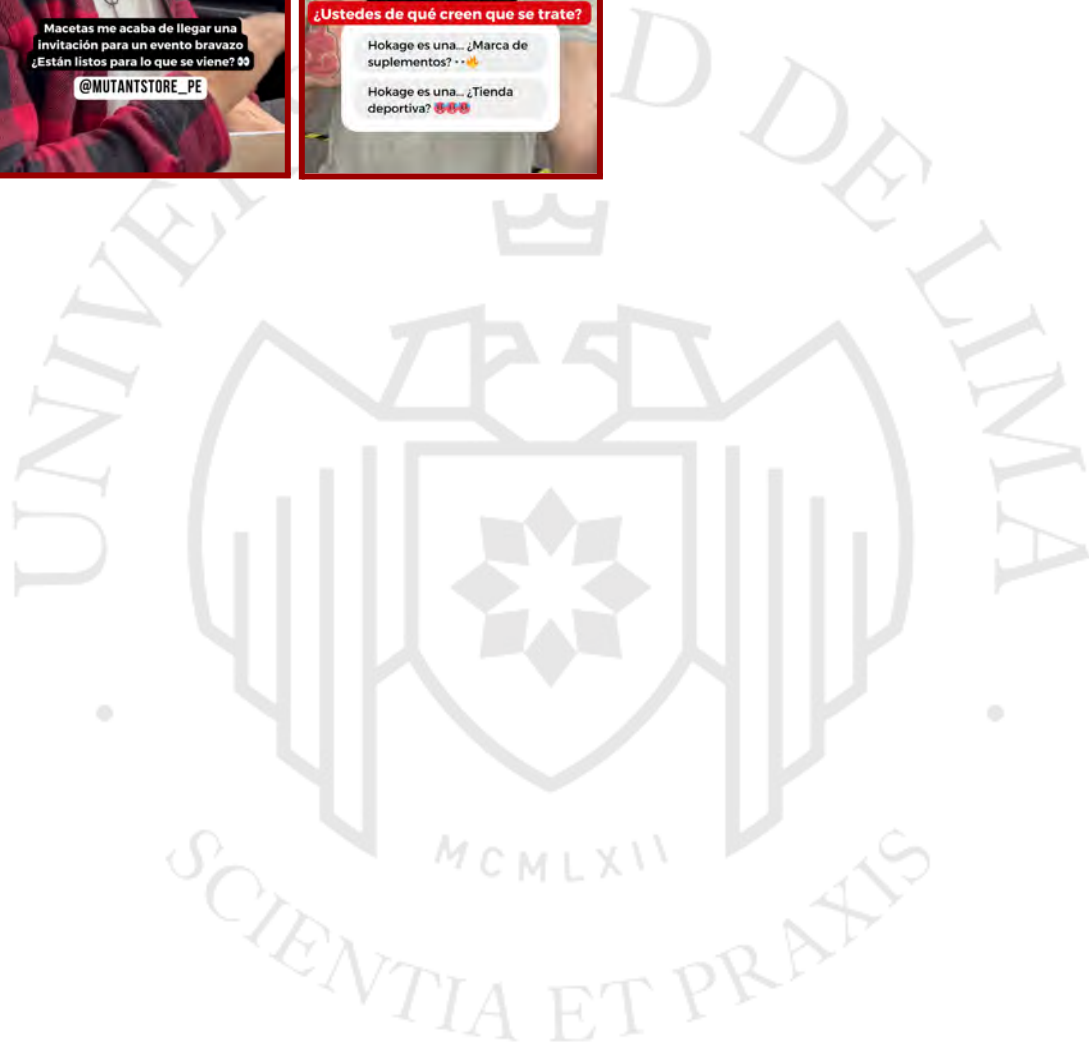 Macetas me acaba de llegar una
invitación para un evento bravazo
¿Están listos para lo que se viene? 👀
@MUTANTSTORE_PE
¿Ustedes de qué creen que se trate?
Hokage es una... ¿Marca de
suplementos? 👀🔥
Hokage es una... ¿Tienda
deportiva?
UNIVERSIDAD DE LIMA
MCMLXII
SCIENTIA ET PRAXIS